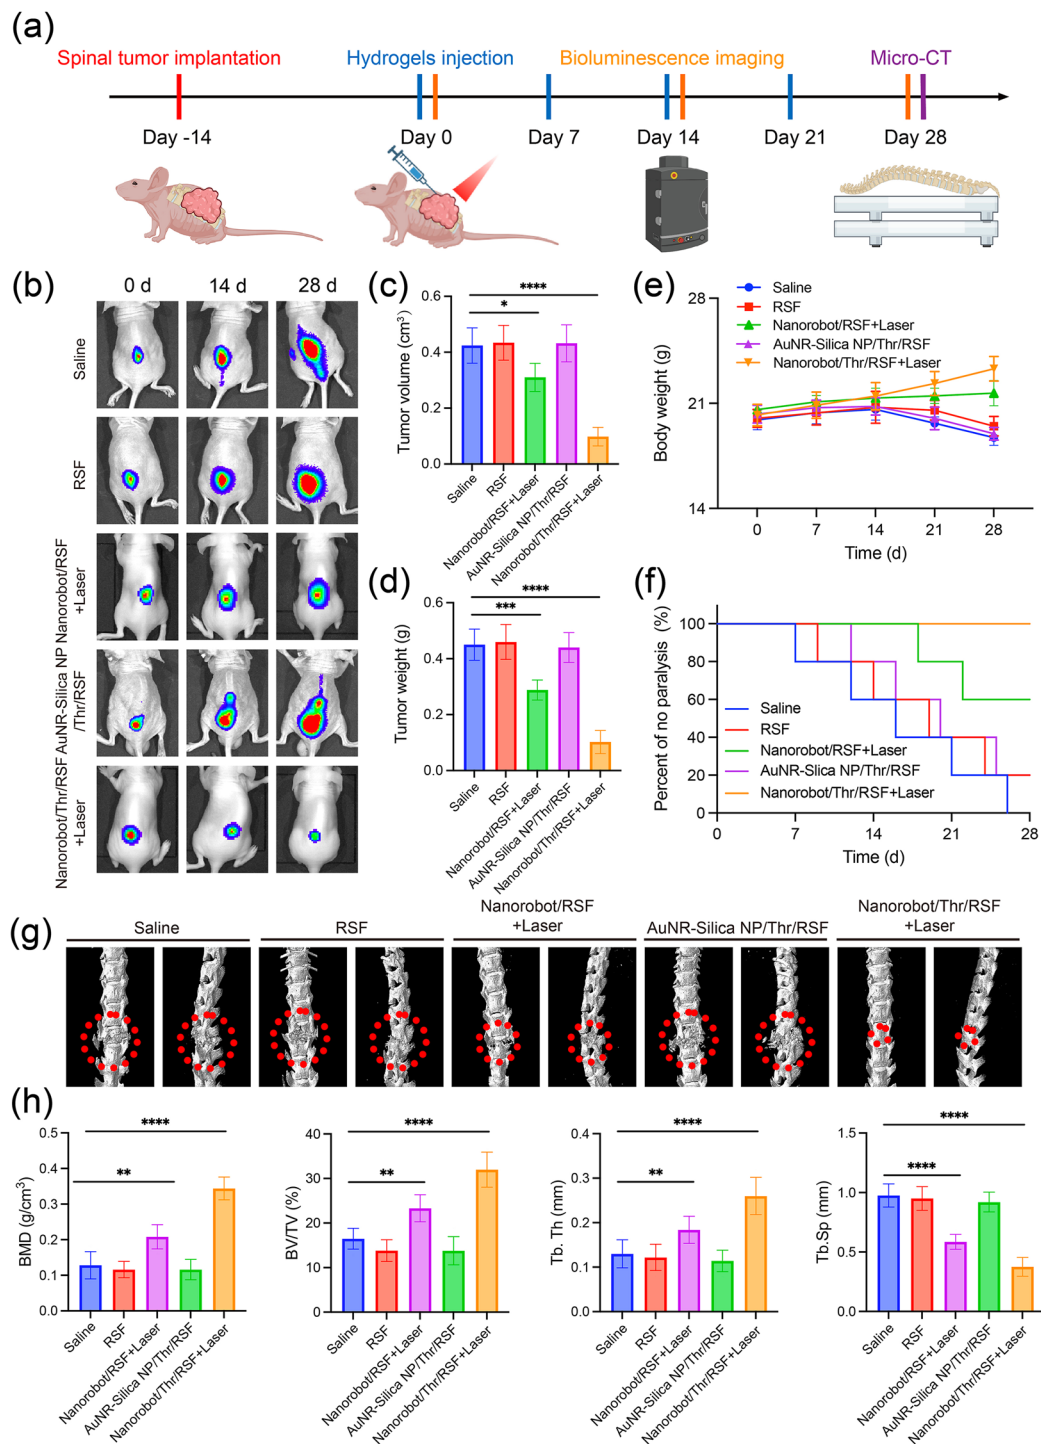 (a)
Spinal tumor implantation Hydrogels injection Bioluminescence imaging Micro-CT
Day -14 Day 0 Day 7 Day 14 Day 21 Day 28
(b)
0 d 14 d 28 d
Saline
RSF
Nanorobot/RSF
+Laser
AuNR-Silica NP
/Thr/RSF
Nanorobot/Thr/RSF
+Laser
(c)
Tumor volume (cm³)
0.6
0.4
0.2
0.0
****
*
Saline
RSF
Nanorobot/RSF+Laser
AuNR-Silica NP/Thr/RSF
Nanorobot/Thr/RSF+Laser
(d)
Tumor weight (g)
0.6
0.4
0.2
0.0
****
***
Saline
RSF
Nanorobot/RSF+Laser
AuNR-Silica NP/Thr/RSF
Nanorobot/Thr/RSF+Laser
(e)
Saline
RSF
Nanorobot/RSF+Laser
AuNR-Silica NP/Thr/RSF
Nanorobot/Thr/RSF+Laser
Body weight (g)
28
21
14
0 7 14 21 28
Time (d)
(f)
Percent of no paralysis (%)
100
80
60
40
20
0
Saline
RSF
Nanorobot/RSF+Laser
AuNR-Slica NP/Thr/RSF
Nanorobot/Thr/RSF+Laser
0 7 14 21 28
Time (d)
(g)
Saline RSF Nanorobot/RSF
+Laser AuNR-Silica NP/Thr/RSF Nanorobot/Thr/RSF
+Laser
(h)
BMD (g/cm³)
0.5
0.4
0.3
0.2
0.1
0.0
****
**
Saline
RSF
Nanorobot/RSF+Laser
AuNR-Silica NP/Thr/RSF
Nanorobot/Thr/RSF+Laser
BV/TV (%)
40
30
20
10
0
****
**
Saline
RSF
Nanorobot/RSF+Laser
AuNR-Silica NP/Thr/RSF
Nanorobot/Thr/RSF+Laser
Tb. Th (mm)
0.4
0.3
0.2
0.1
0.0
****
**
Saline
RSF
Nanorobot/RSF+Laser
AuNR-Silica NP/Thr/RSF
Nanorobot/Thr/RSF+Laser
Tb.Sp (mm)
1.5
1.0
0.5
0.0
****
****
Saline
RSF
Nanorobot/RSF+Laser
AuNR-Silica NP/Thr/RSF
Nanorobot/Thr/RSF+Laser